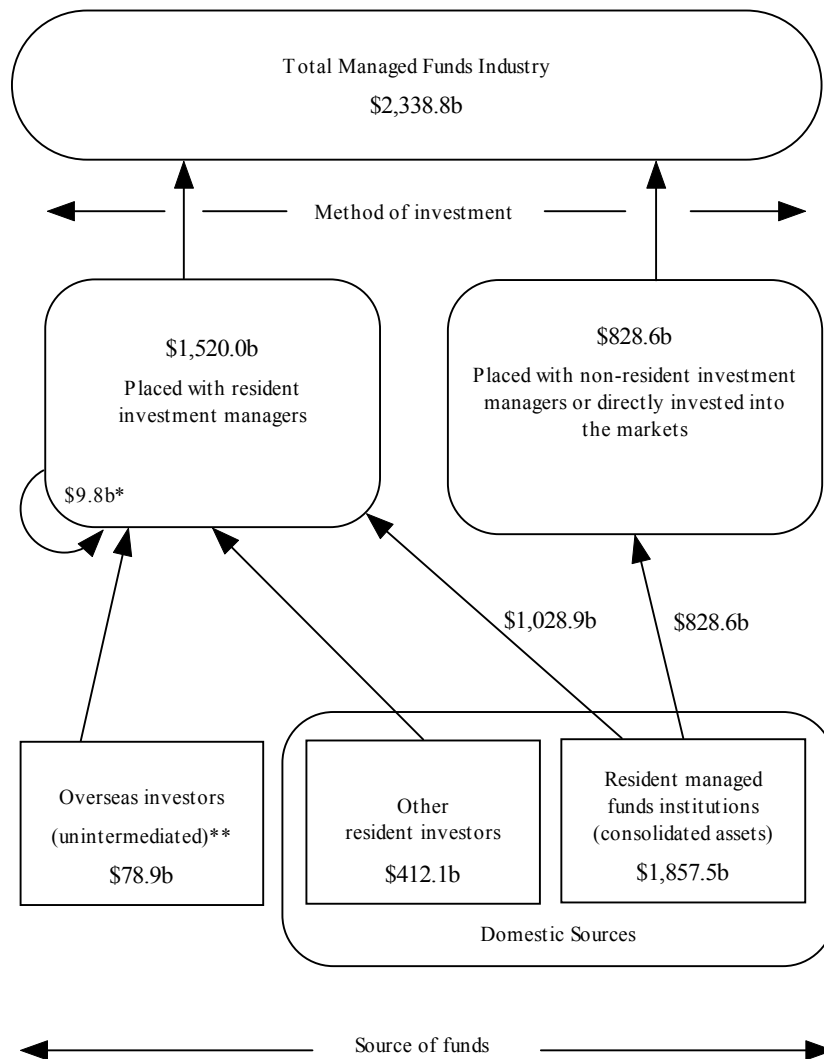 Total Managed Funds Industry
$2,338.8b
Method of investment
$1,520.0b
Placed with resident
investment managers
$9.8b*
$828.6b
Placed with non-resident investment
managers or directly invested into
the markets
$1,028.9b
$828.6b
Overseas investors
(unintermediated)**
$78.9b
Other
resident investors
$412.1b
Resident managed
funds institutions
(consolidated assets)
$1,857.5b
Domestic Sources
Source of funds